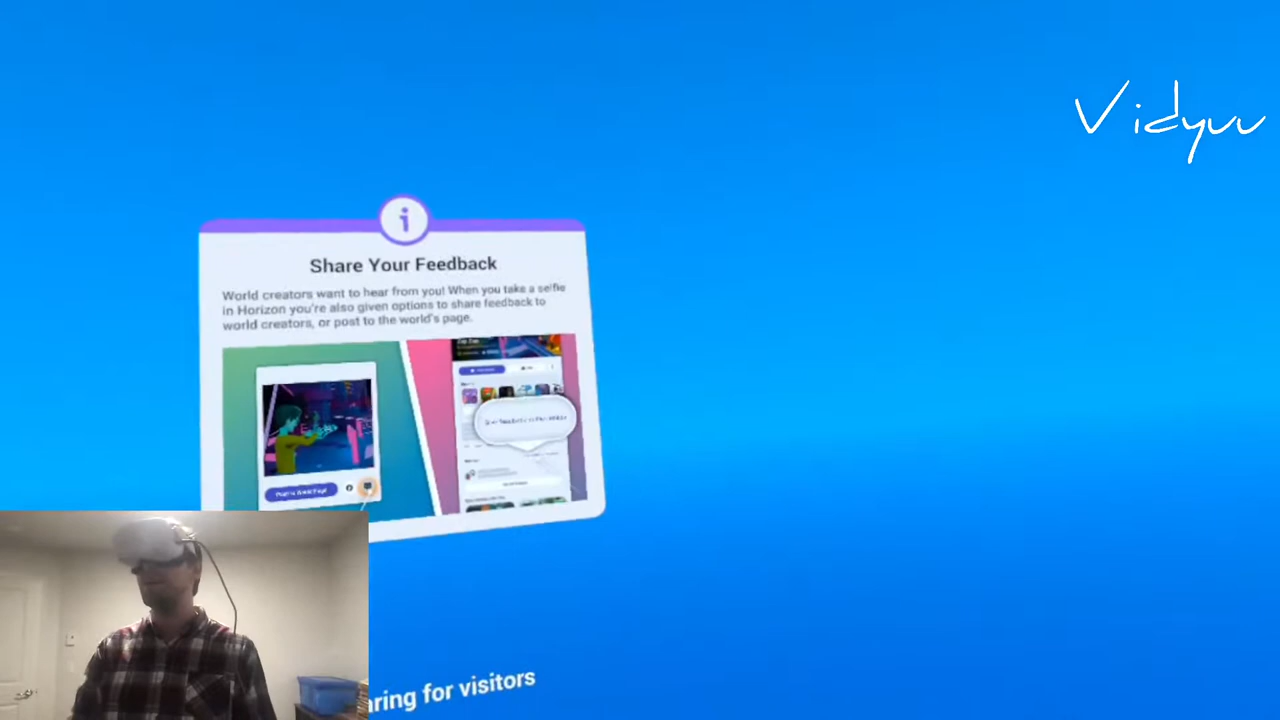 Vidyuu
Share Your Feedback
World creators want to hear from you! When you take a selfie
in Horizon you're also given options to share feedback to
world creators, or post to the world's page.
aring for visitors